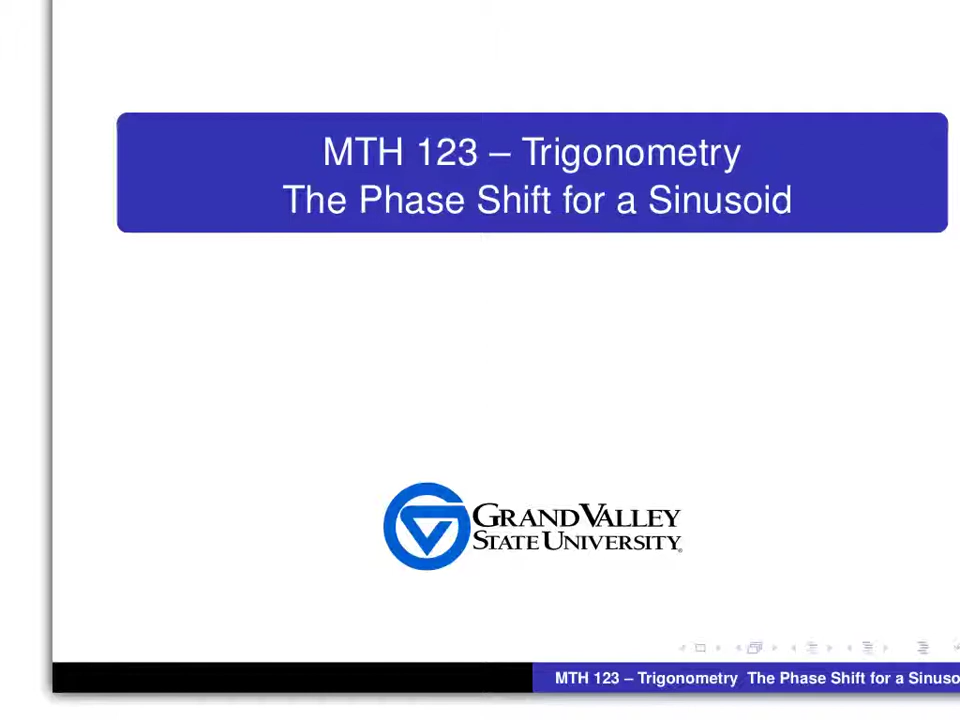 MTH 123 – Trigonometry
The Phase Shift for a Sinusoid
GRAND VALLEY
STATE UNIVERSITY
MTH 123 – Trigonometry The Phase Shift for a Sinuso